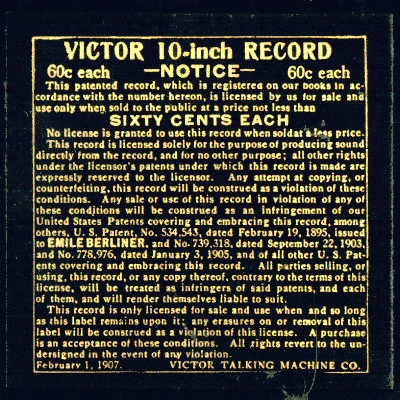 VICTOR 10-inch RECORD
60c each —NOTICE— 60c each
This patented record, which is registered on our books in ac-
cordance with the number hereon, is licensed by us for sale and
use only when sold to the public at a price not less than
SIXTY CENTS EACH
No license is granted to use this record when sold at a less price.
This record is licensed solely for the purpose of producing sound
directly from the record, and for no other purpose; all other rights
under the licensor's patents under which this record is made are
expressly reserved to the licensor. Any attempt at copying, or
counterfeiting, this record will be construed as a violation of these
conditions. Any sale or use of this record in violation of any of
these conditions will be construed as an infringement of our
United States Patents covering and embracing this record, among
others, U. S. Patent, No. 534,543, dated February 19, 1895, issued
to EMILE BERLINER, and No. 739,318, dated September 22, 1903,
and No. 778,976, dated January 3, 1905, and of all other U. S. Pat-
ents covering and embracing this record. All parties selling, or
using, this record, or any copy thereof, contrary to the terms of this
license, will be treated as infringers of said patents, and each
of them, and will render themselves liable to suit.
This record is only licensed for sale and use when and so long
as this label remains upon it; any erasures on or removal of this
label will be construed as a violation of this license. A purchase
is an acceptance of these conditions. All rights revert to the un-
dersigned in the event of any violation.
February 1, 1907. VICTOR TALKING MACHINE CO.